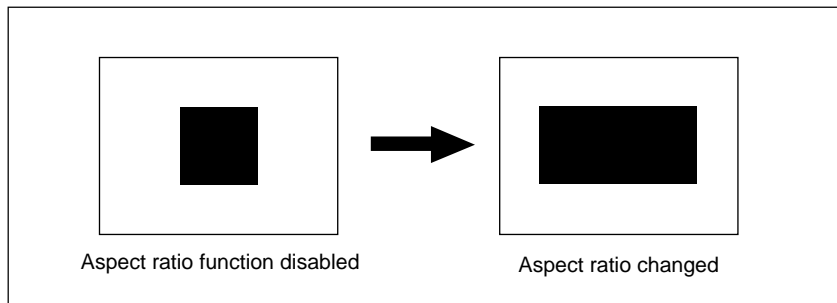 Aspect ratio function disabled
Aspect ratio changed